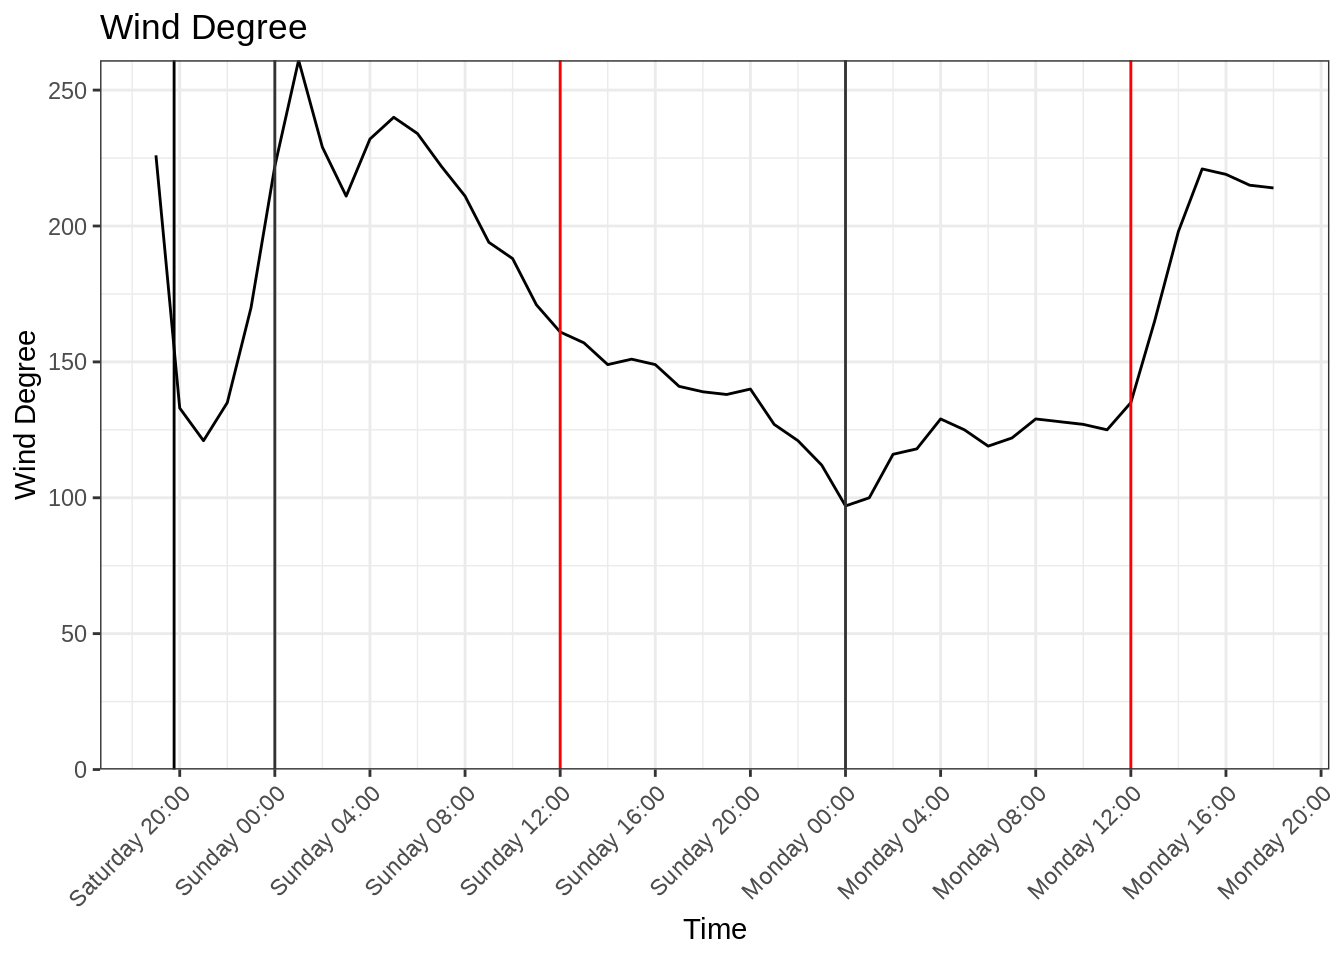 Wind Degree
Wind Degree
250
200
150
100
50
0
Saturday 20:00
Sunday 00:00
Sunday 04:00
Sunday 08:00
Sunday 12:00
Sunday 16:00
Sunday 20:00
Monday 00:00
Monday 04:00
Monday 08:00
Monday 12:00
Monday 16:00
Monday 20:00
Time